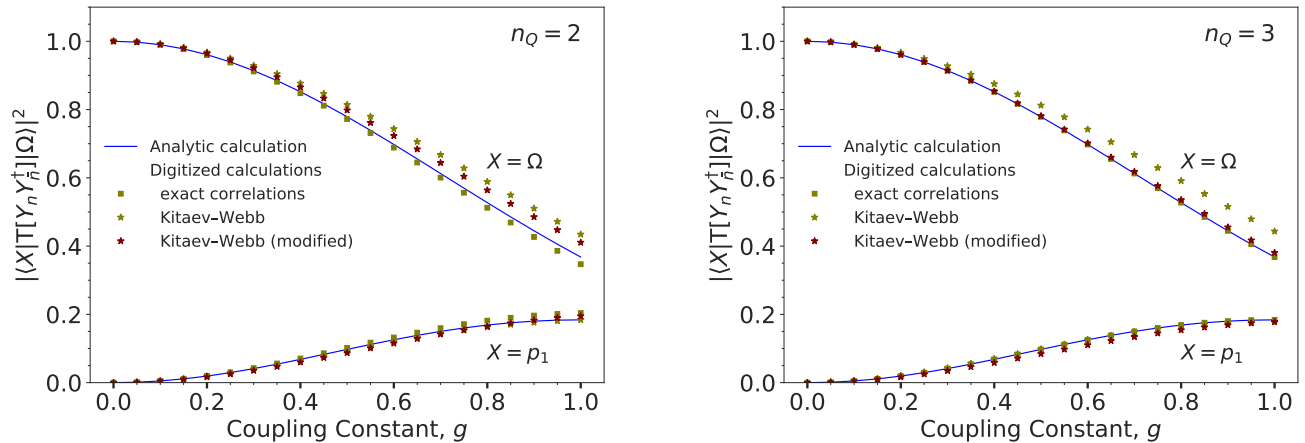 n_Q = 2
1.0
0.8
0.6
0.4
0.2
0.0
|⟨X|T[Y_n Y_n̄^†]|Ω⟩|^2
Analytic calculation
Digitized calculations
exact correlations
Kitaev–Webb
Kitaev–Webb (modified)
X = Ω
X = p_1
0.0 0.2 0.4 0.6 0.8 1.0
Coupling Constant, g
n_Q = 3
1.0
0.8
0.6
0.4
0.2
0.0
|⟨X|T[Y_n Y_n̄^†]|Ω⟩|^2
Analytic calculation
Digitized calculations
exact correlations
Kitaev–Webb
Kitaev–Webb (modified)
X = Ω
X = p_1
0.0 0.2 0.4 0.6 0.8 1.0
Coupling Constant, g